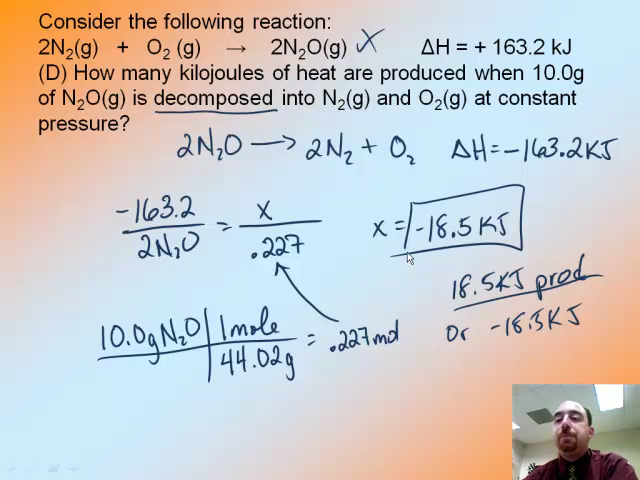 Consider the following reaction:
2N₂(g) + O₂ (g) → 2N₂O(g) X ΔH = + 163.2 kJ
(D) How many kilojoules of heat are produced when 10.0g
of N₂O(g) is decomposed into N₂(g) and O₂(g) at constant
pressure?
2N₂O → 2N₂ + O₂ ΔH = -163.2KJ
-163.2 / 2N₂O = x / .227
x = -18.5 KJ
18.5KJ prod
Or -18.5KJ
10.0g N₂O | 1 mole / 44.02g = .227mol